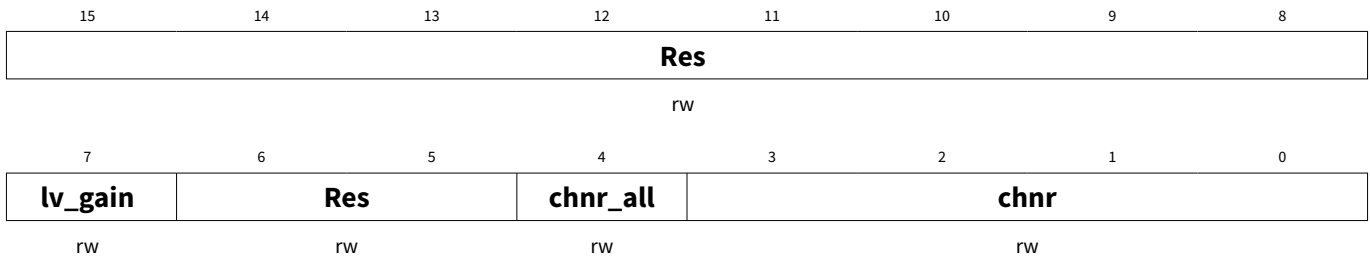 15 14 13 12 11 10 9 8
Res
rw
7 6 5 4 3 2 1 0
lv_gain Res chnr_all chnr
rw rw rw rw